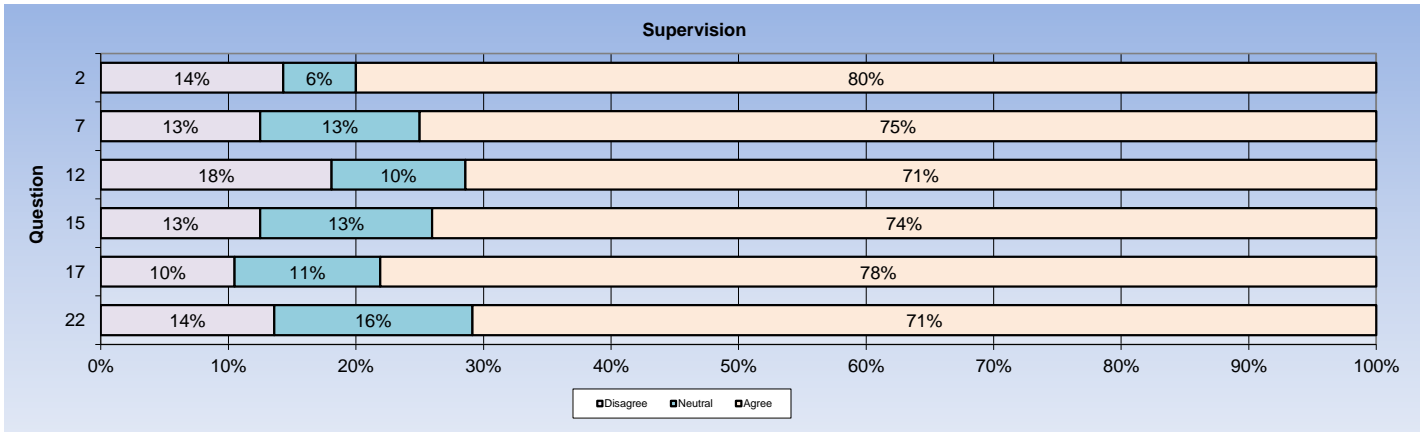 Supervision
Question
2 14% 6% 80%
7 13% 13% 75%
12 18% 10% 71%
15 13% 13% 74%
17 10% 11% 78%
22 14% 16% 71%
0% 10% 20% 30% 40% 50% 60% 70% 80% 90% 100%
Disagree Neutral Agree